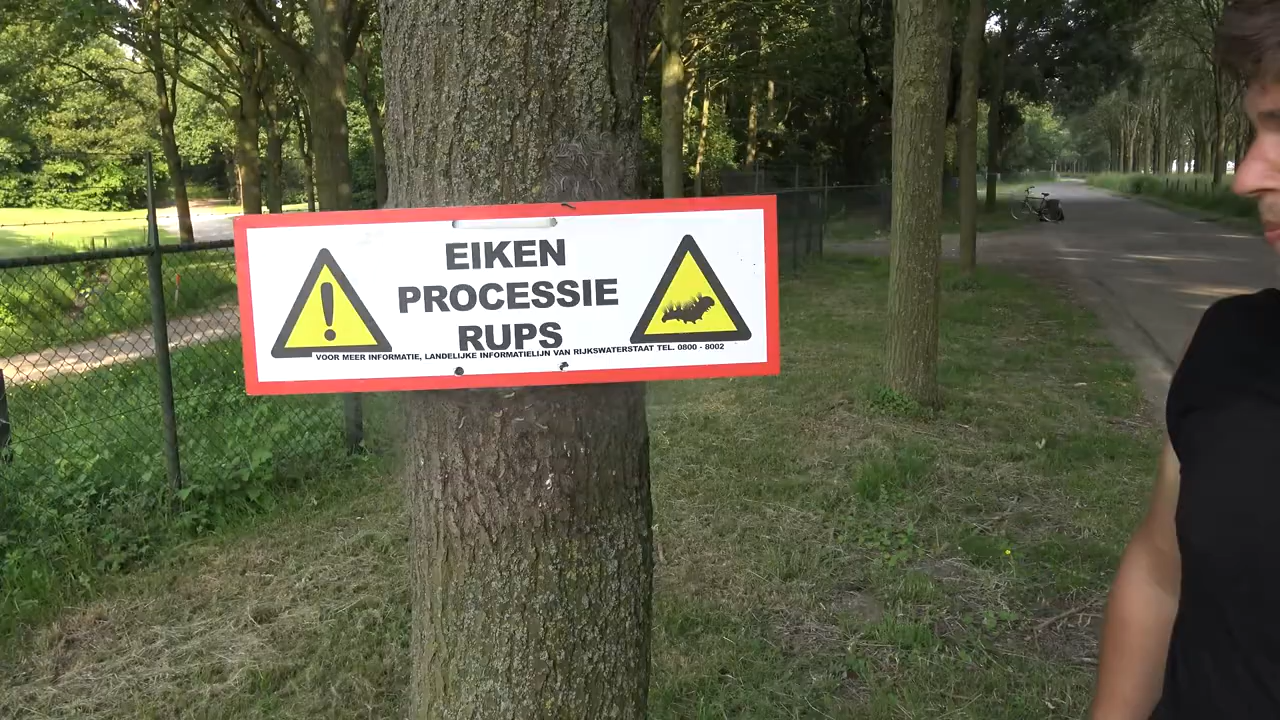 EIKEN
PROCESSIE
RUPS
VOOR MEER INFORMATIE, LANDELIJKE INFORMATIELIJN VAN RIJKSWATERSTAAT TEL. 0800 - 8002